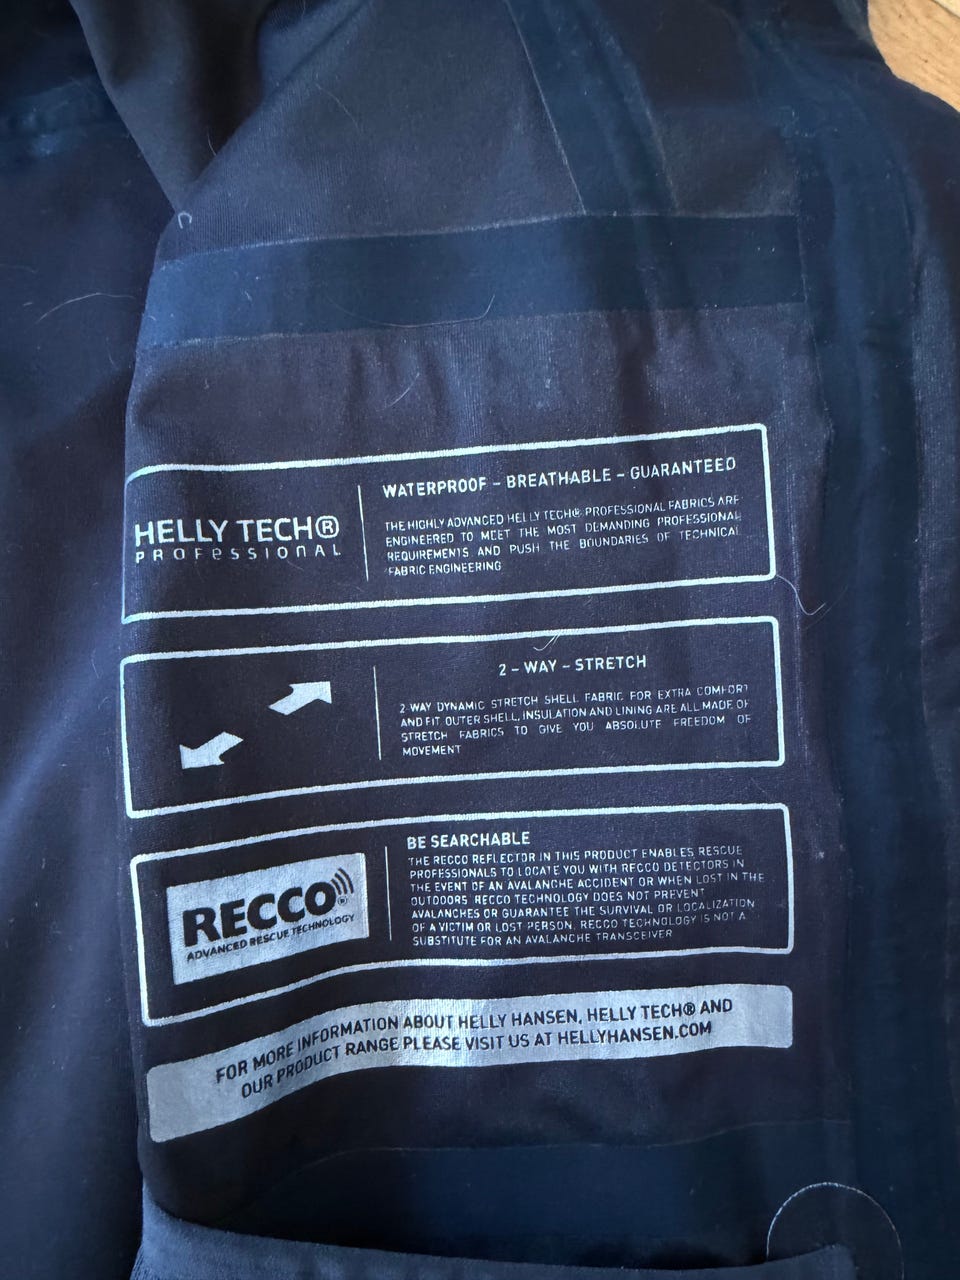 HELLY TECH®
PROFESSIONAL
WATERPROOF - BREATHABLE - GUARANTEED
THE HIGHLY ADVANCED HELLY TECH® PROFESSIONAL FABRICS ARE
ENGINEERED TO MEET THE MOST DEMANDING PROFESSIONAL
REQUIREMENTS AND PUSH THE BOUNDARIES OF TECHNICAL
FABRIC ENGINEERING
2 - WAY - STRETCH
2 WAY DYNAMIC STRETCH SHELL FABRIC FOR EXTRA COMFORT
AND FIT. OUTER SHELL, INSULATION AND LINING ARE ALL MADE OF
STRETCH FABRICS TO GIVE YOU ABSOLUTE FREEDOM OF
MOVEMENT
RECCO®
ADVANCED RESCUE TECHNOLOGY
BE SEARCHABLE
THE RECCO REFLECTOR IN THIS PRODUCT ENABLES RESCUE
PROFESSIONALS TO LOCATE YOU WITH RECCO DETECTORS IN
THE EVENT OF AN AVALANCHE ACCIDENT OR WHEN LOST IN THE
OUTDOORS. RECCO TECHNOLOGY DOES NOT PREVENT
AVALANCHES OR GUARANTEE THE SURVIVAL OR LOCALIZATION
OF A VICTIM OR LOST PERSON. RECCO TECHNOLOGY IS NOT A
SUBSTITUTE FOR AN AVALANCHE TRANSCEIVER
FOR MORE INFORMATION ABOUT HELLY HANSEN, HELLY TECH® AND
OUR PRODUCT RANGE PLEASE VISIT US AT HELLYHANSEN.COM